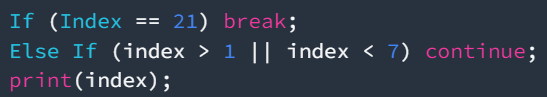 If (Index == 21) break;
Else If (index > 1 || index < 7) continue;
print(index);